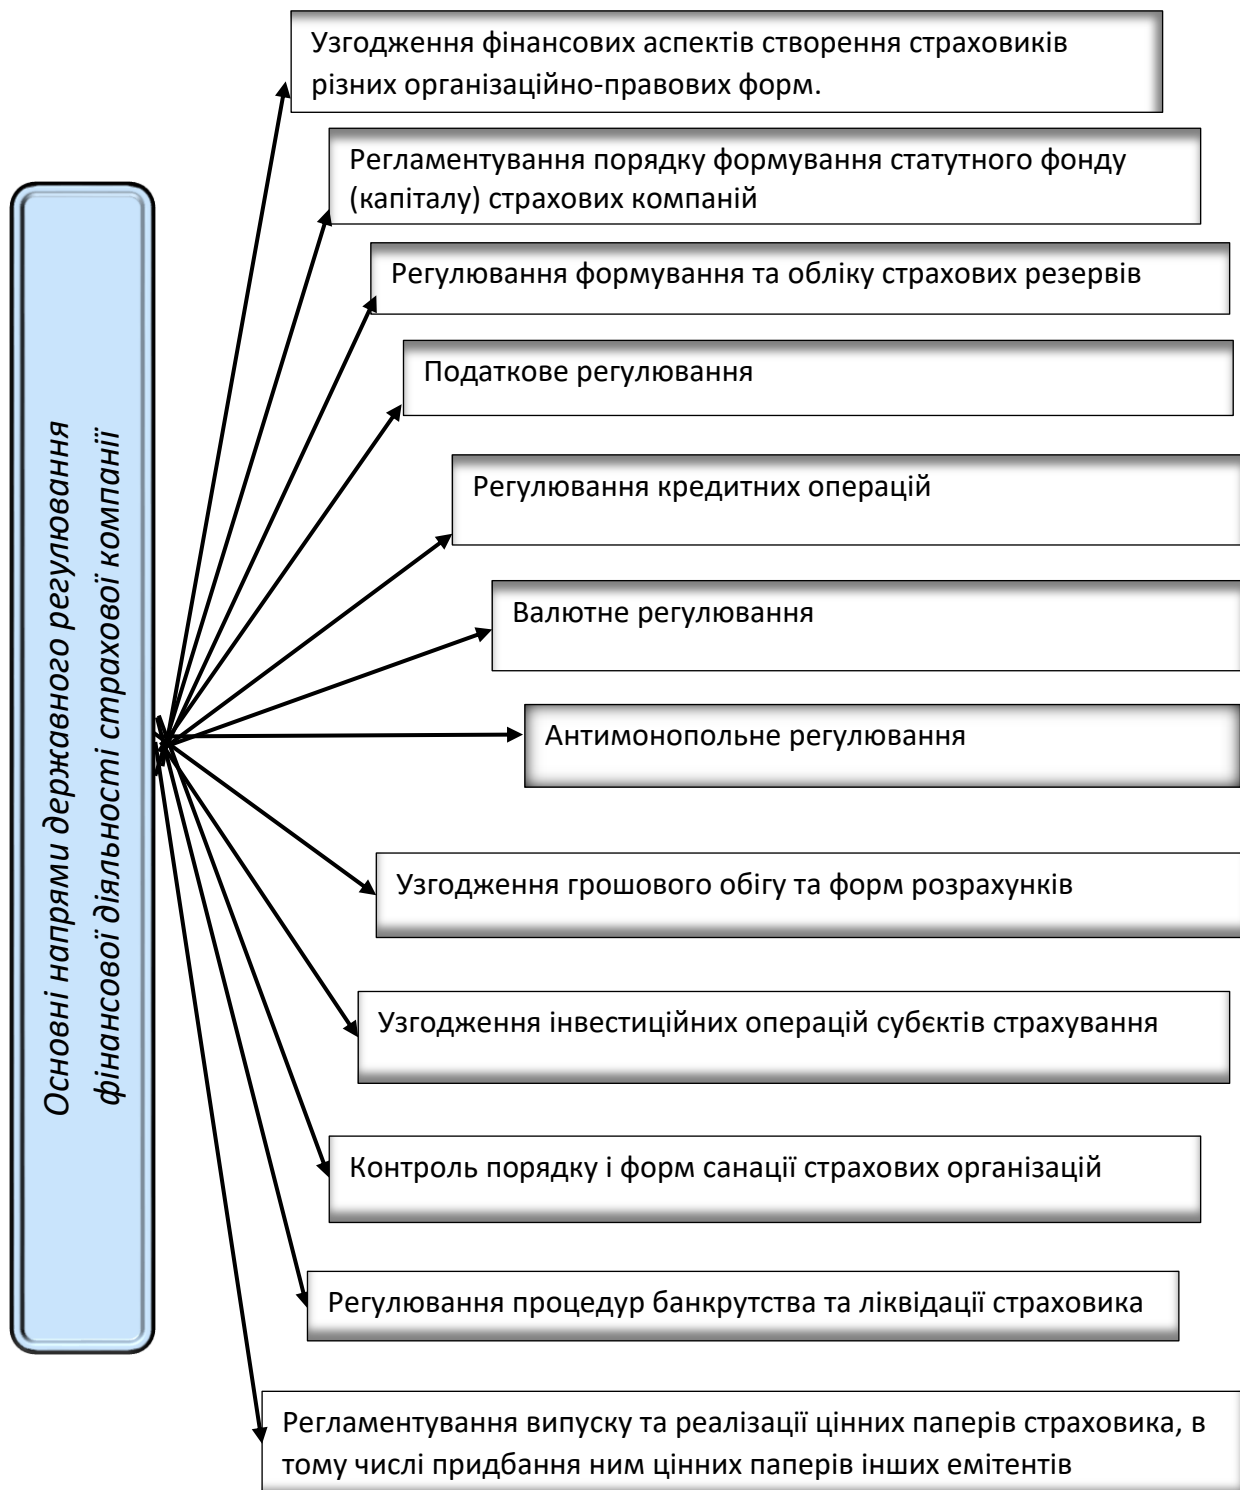 Основні напрями державного регулювання
фінансової діяльності страхової компанії
Узгодження фінансових аспектів створення страховиків
різних організаційно-правових форм.
Регламентування порядку формування статутного фонду
(капіталу) страхових компаній
Регулювання формування та обліку страхових резервів
Податкове регулювання
Регулювання кредитних операцій
Валютне регулювання
Антимонопольне регулювання
Узгодження грошового обігу та форм розрахунків
Узгодження інвестиційних операцій субєктів страхування
Контроль порядку і форм санації страхових організацій
Регулювання процедур банкрутства та ліквідації страховика
Регламентування випуску та реалізації цінних паперів страховика, в
тому числі придбання ним цінних паперів інших емітентів